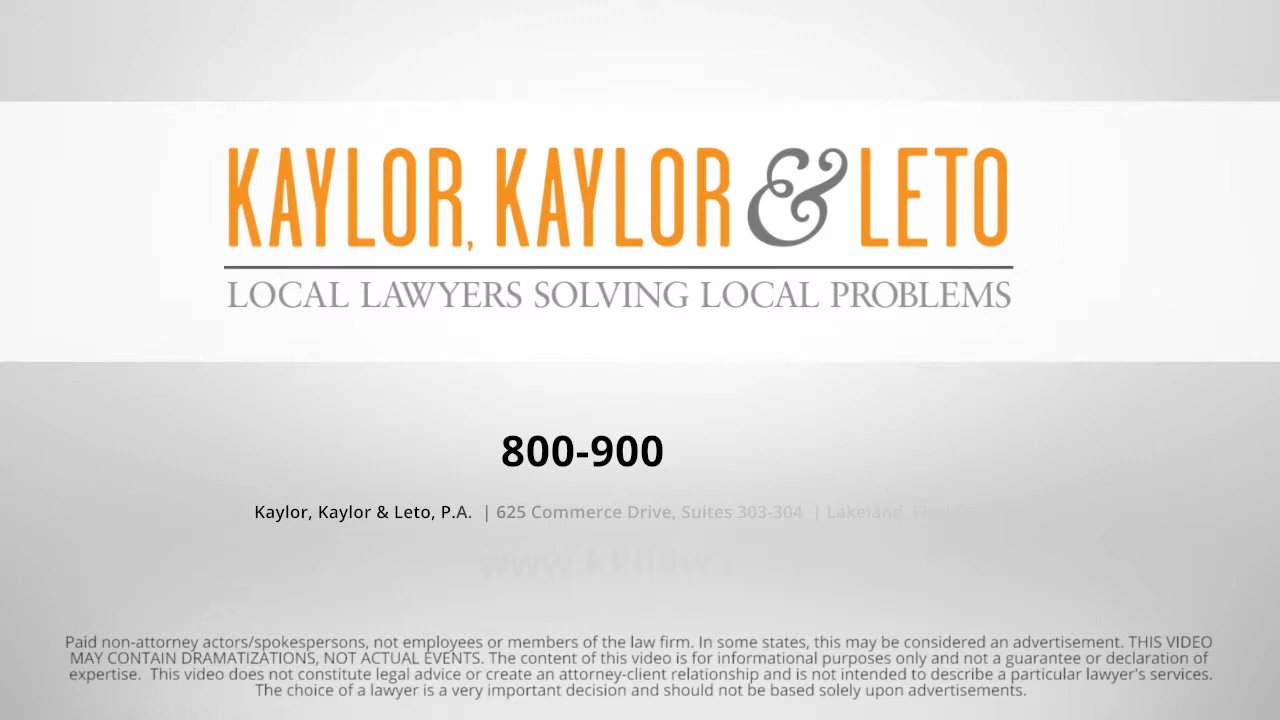 KAYLOR, KAYLOR & LETO
LOCAL LAWYERS SOLVING LOCAL PROBLEMS
800-900
Kaylor, Kaylor & Leto, P.A. | 625 Commerce Drive, Suites 303-304 | Lakeland,
Paid non-attorney actors/spokespersons, not employees or members of the law firm. In some states, this may be considered an advertisement. THIS VIDEO
MAY CONTAIN DRAMATIZATIONS, NOT ACTUAL EVENTS. The content of this video is for informational purposes only and not a guarantee or declaration of
expertise. This video does not constitute legal advice or create an attorney-client relationship and is not intended to describe a particular lawyer's services.
The choice of a lawyer is a very important decision and should not be based solely upon advertisements.